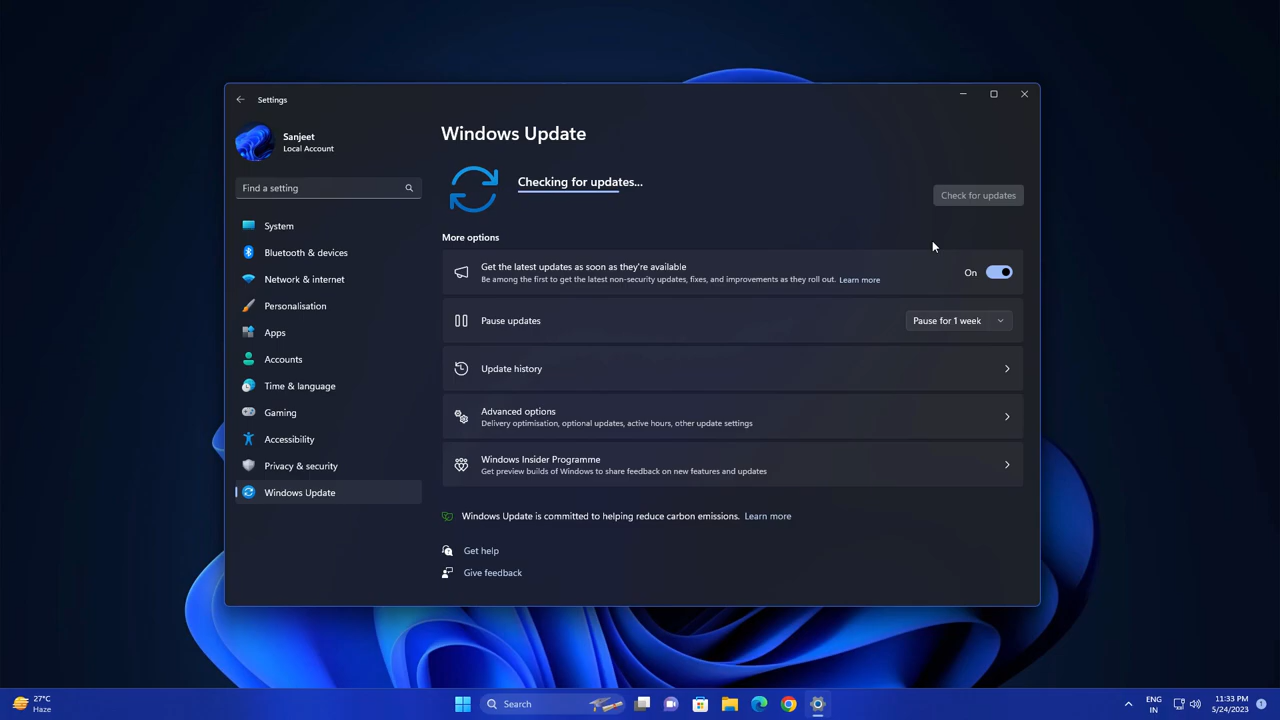 Settings
Sanjeet
Local Account
Find a setting
System
Bluetooth & devices
Network & internet
Personalisation
Apps
Accounts
Time & language
Gaming
Accessibility
Privacy & security
Windows Update
Windows Update
Checking for updates...
Check for updates
More options
Get the latest updates as soon as they're available
Be among the first to get the latest non-security updates, fixes, and improvements as they roll out. Learn more
On
Pause updates
Pause for 1 week
Update history
Advanced options
Delivery optimisation, optional updates, active hours, other update settings
Windows Insider Programme
Get preview builds of Windows to share feedback on new features and updates
Windows Update is committed to helping reduce carbon emissions. Learn more
Get help
Give feedback
27°C
Haze
Search
ENG
IN
11:33 PM
5/24/2023
1